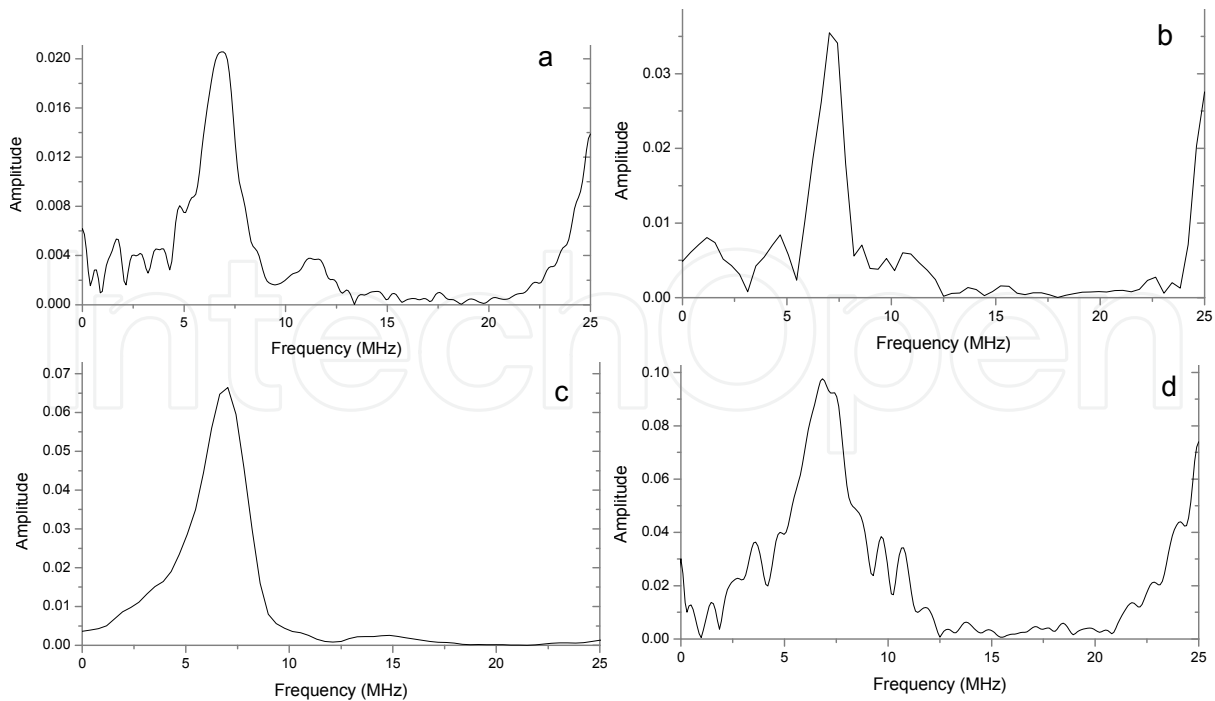 a
0.020
0.016
0.012
0.008
0.004
0.000
Amplitude
0 5 10 15 20 25
Frequency (MHz)
b
0.03
0.02
0.01
0.00
Amplitude
0 5 10 15 20 25
Frequency (MHz)
c
0.07
0.06
0.05
0.04
0.03
0.02
0.01
0.00
Amplitude
0 5 10 15 20 25
Frequency (MHz)
d
0.10
0.08
0.06
0.04
0.02
0.00
Amplitude
0 5 10 15 20 25
Frequency (MHz)
IntechOpen